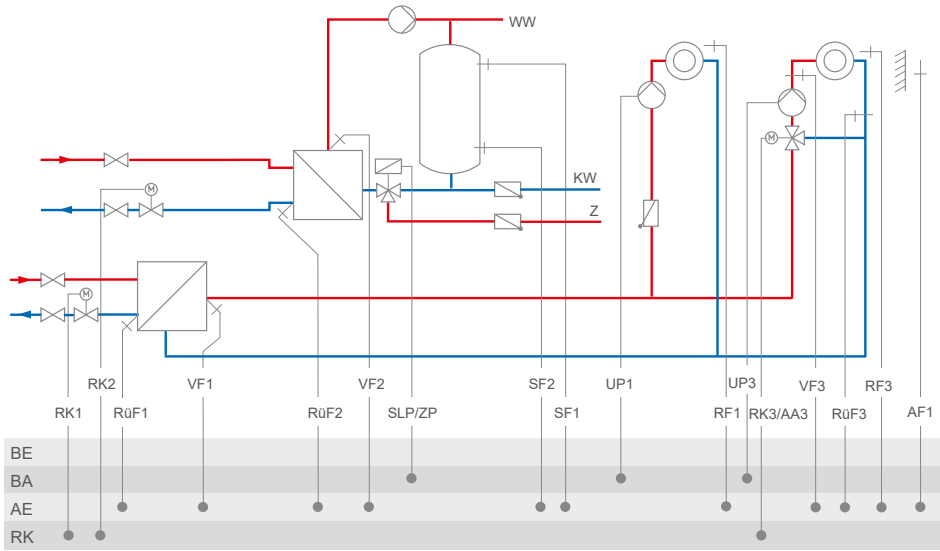 WW
KW
Z
M
M
M
RK2 VF1 VF2 SF2 UP1 UP3 VF3 RF3
RK1 RüF1 RüF2 SLP/ZP SF1 RF1 RK3/AA3 RüF3 AF1
BE
BA
AE
RK